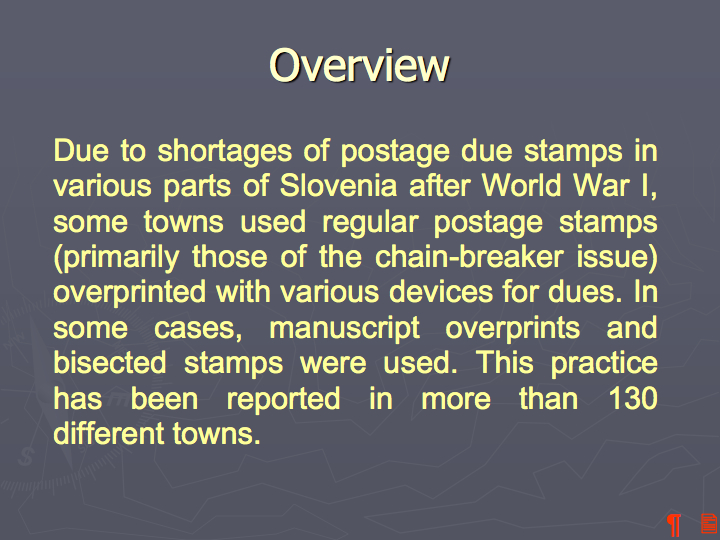 Overview
Due to shortages of postage due stamps in
various parts of Slovenia after World War I,
some towns used regular postage stamps
(primarily those of the chain-breaker issue)
overprinted with various devices for dues. In
some cases, manuscript overprints and
bisected stamps were used. This practice
has been reported in more than 130
different towns.
S
¶